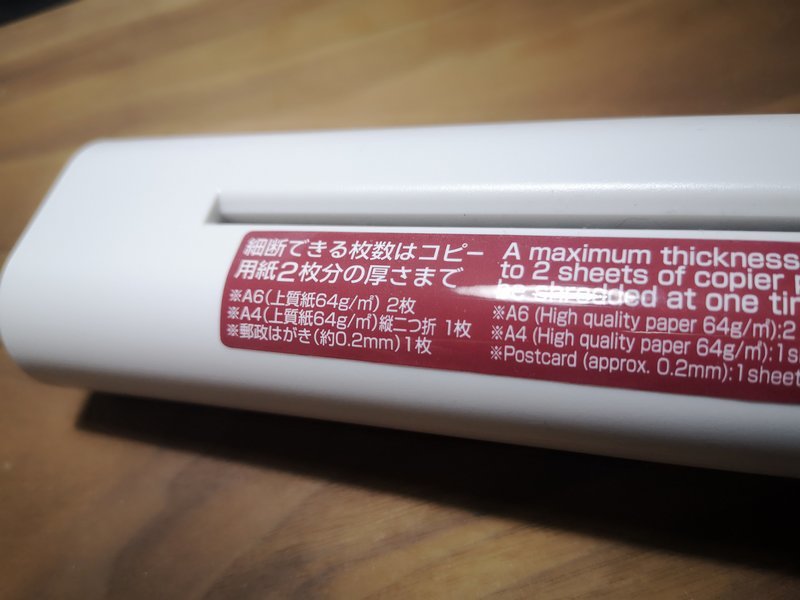 細断できる枚数はコピー
用紙2枚分の厚さまで
※A6(上質紙64g/㎡) 2枚
※A4(上質紙64g/㎡)縦二つ折 1枚
※郵政はがき(約0.2mm)1枚
A maximum thickness
to 2 sheets of copier
be shredded at one
※A6 (High quality paper 64g/㎡):2
※A4 (High quality paper 64g/㎡):1
※Postcard (approx. 0.2mm):1sheet